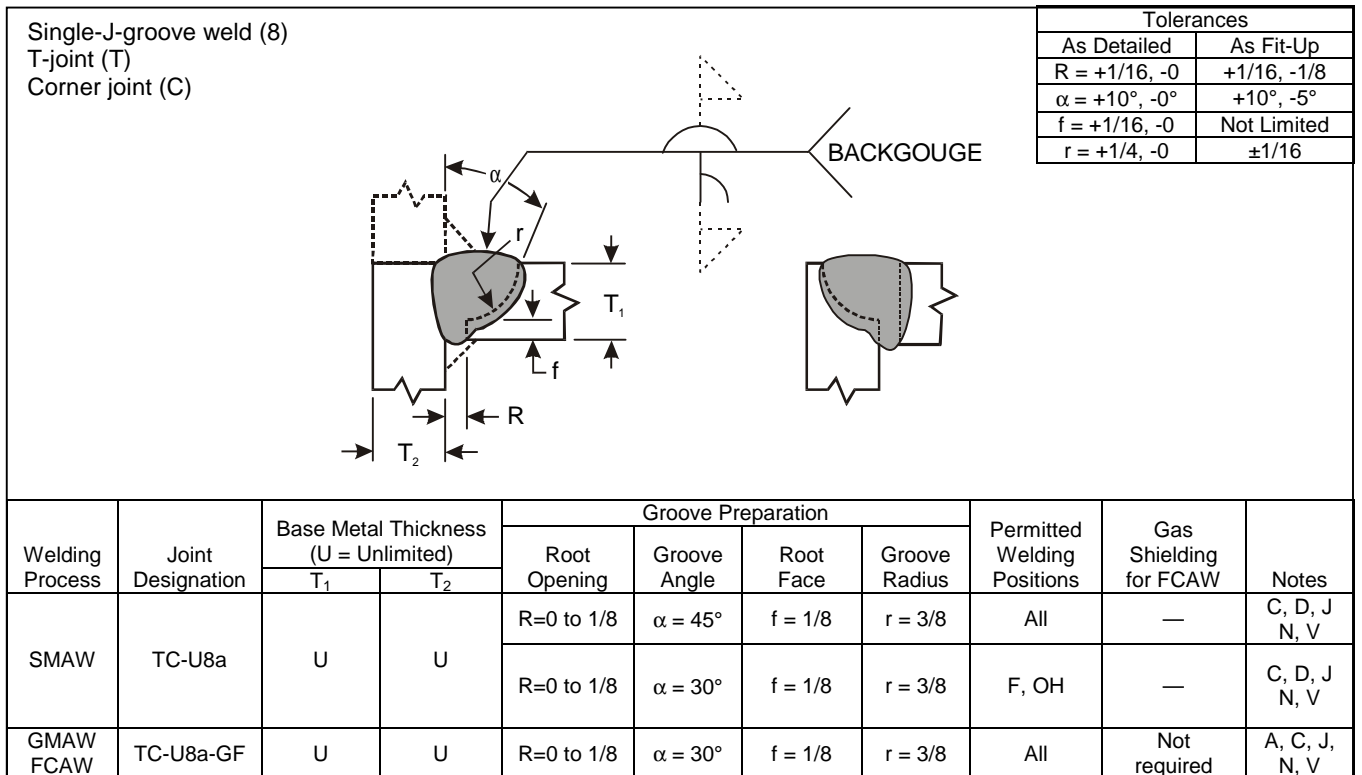 Single-J-groove weld (8)
T-joint (T)
Corner joint (C)
Tolerances
As Detailed As Fit-Up
R = +1/16, -0 +1/16, -1/8
α = +10°, -0° +10°, -5°
f = +1/16, -0 Not Limited
r = +1/4, -0 ±1/16
BACKGOUGE
α
r
T₁
f
R
T₂
Welding Process
Joint Designation
Base Metal Thickness
(U = Unlimited)
T₁ T₂
Groove Preparation
Root Opening
Groove Angle
Root Face
Groove Radius
Permitted Welding Positions
Gas Shielding for FCAW
Notes
SMAW TC-U8a U U
R=0 to 1/8 α = 45° f = 1/8 r = 3/8 All — C, D, J N, V
R=0 to 1/8 α = 30° f = 1/8 r = 3/8 F, OH — C, D, J N, V
GMAW FCAW TC-U8a-GF U U R=0 to 1/8 α = 30° f = 1/8 r = 3/8 All Not required A, C, J, N, V